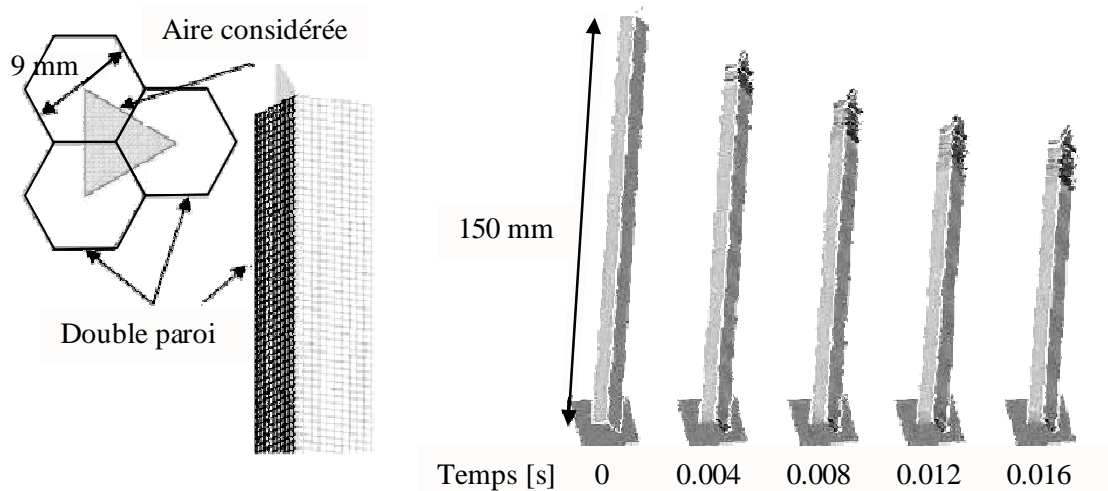 Aire considérée
9 mm
Double paroi
150 mm
Temps [s] 0 0.004 0.008 0.012 0.016